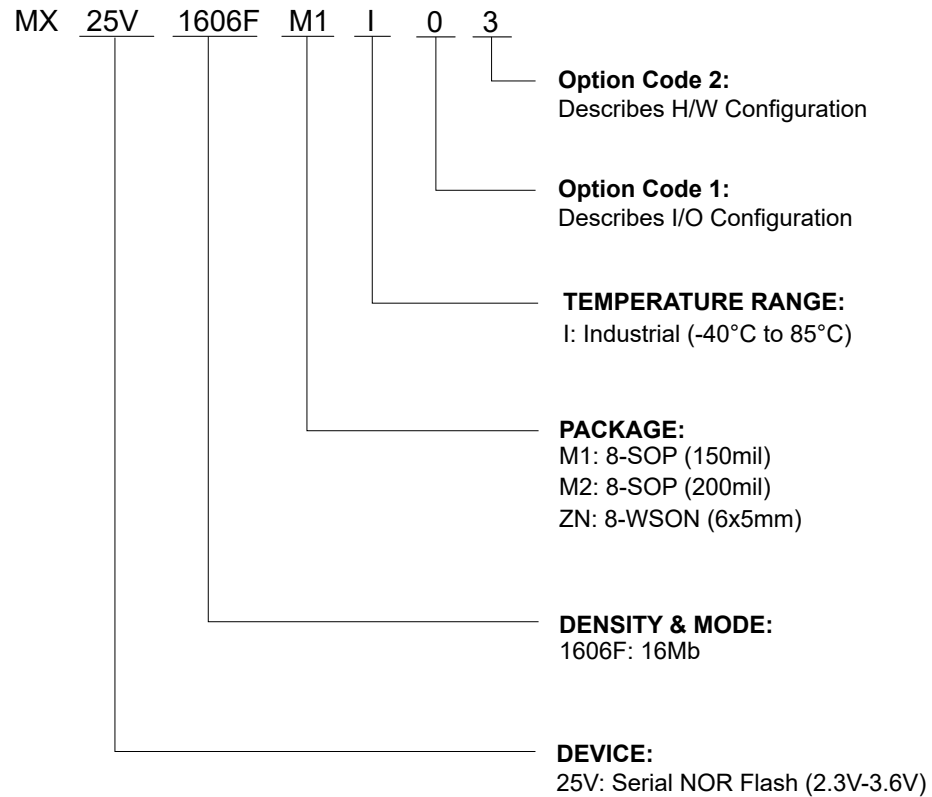 MX 25V 1606F M1 I 0 3
Option Code 2:
Describes H/W Configuration
Option Code 1:
Describes I/O Configuration
TEMPERATURE RANGE:
I: Industrial (-40°C to 85°C)
PACKAGE:
M1: 8-SOP (150mil)
M2: 8-SOP (200mil)
ZN: 8-WSON (6x5mm)
DENSITY & MODE:
1606F: 16Mb
DEVICE:
25V: Serial NOR Flash (2.3V-3.6V)